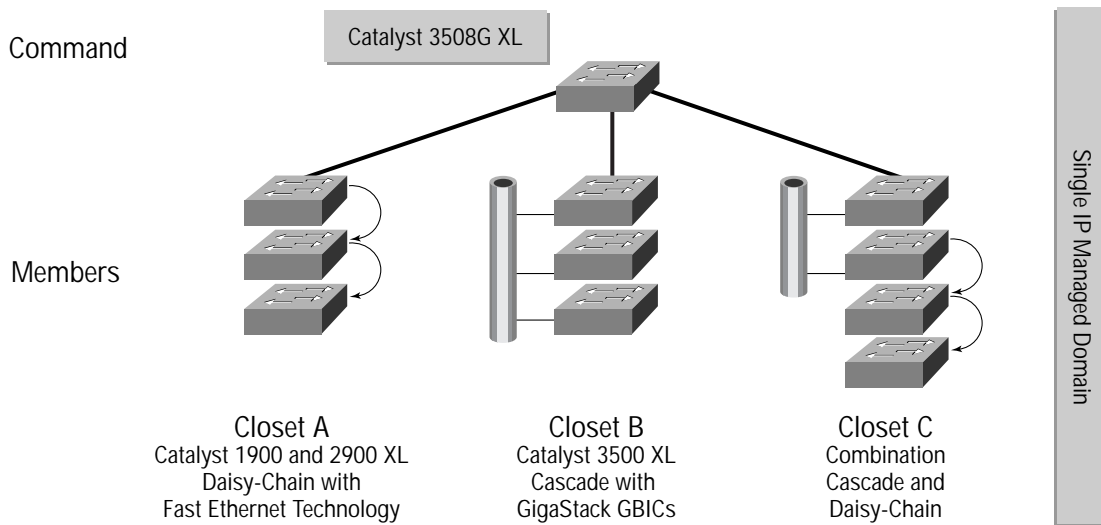 Command
Catalyst 3508G XL
Members
Single IP Managed Domain
Closet A
Catalyst 1900 and 2900 XL
Daisy-Chain with
Fast Ethernet Technology
Closet B
Catalyst 3500 XL
Cascade with
GigaStack GBICs
Closet C
Combination
Cascade and
Daisy-Chain